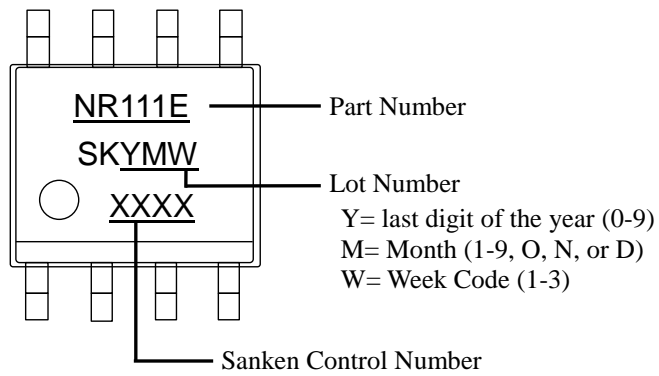 NR111E
Part Number
SKYMW
Lot Number
XXXX
Y= last digit of the year (0-9)
M= Month (1-9, O, N, or D)
W= Week Code (1-3)
Sanken Control Number